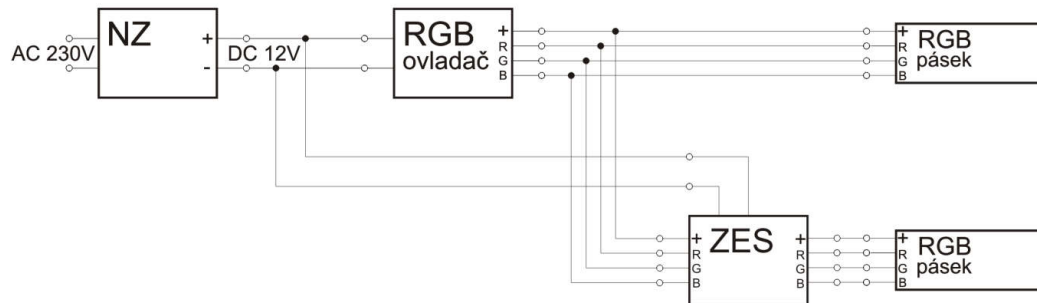 AC 230V
NZ
+
-
DC 12V
RGB
ovladač
+
R
G
B
+
R
G
B
RGB
pásek
+
R
G
B
ZES
+
R
G
B
+
R
G
B
RGB
pásek